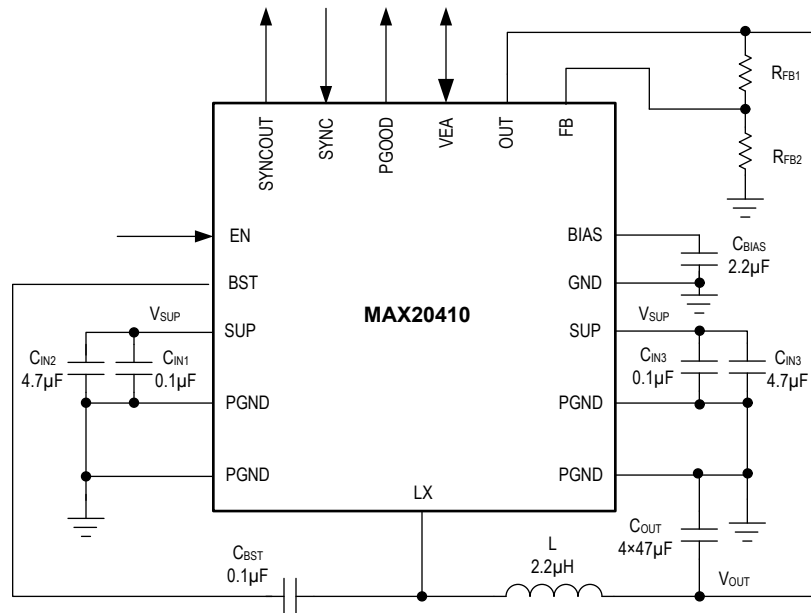 SYNCOUT
SYNC
PGOOD
VEA
OUT
FB
RFB1
RFB2
EN
BST
SUP
PGND
PGND
MAX20410
BIAS
GND
SUP
PGND
PGND
LX
CBIAS
2.2µF
VSUP
CIN2
4.7µF
CIN1
0.1µF
VSUP
CIN3
0.1µF
CIN3
4.7µF
CBST
0.1µF
L
2.2µH
COUT
4×47µF
VOUT